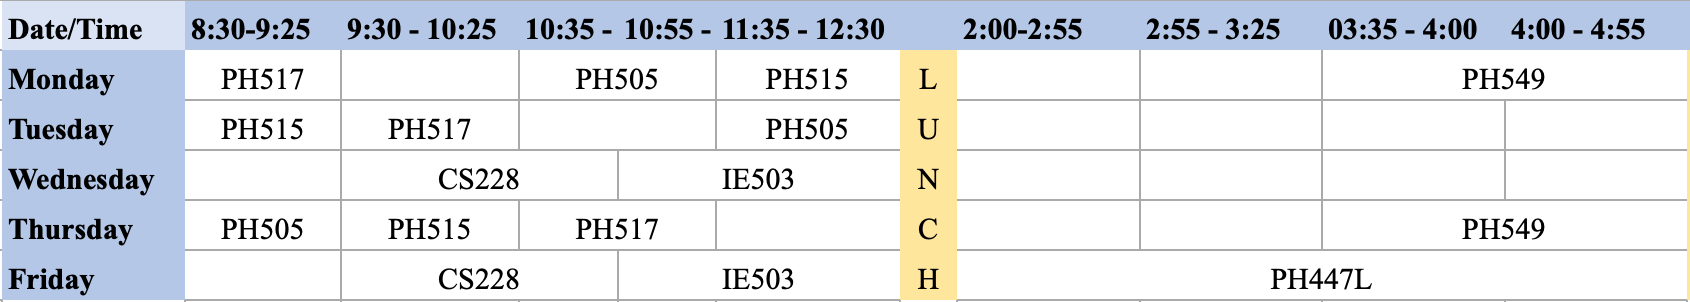 Date/Time 8:30-9:25 9:30 - 10:25 10:35 - 10:55 - 11:35 - 12:30 2:00-2:55 2:55 - 3:25 03:35 - 4:00 4:00 - 4:55
Monday PH517 PH505 PH515 L PH549
Tuesday PH515 PH517 PH505 U
Wednesday CS228 IE503 N
Thursday PH505 PH515 PH517 C PH549
Friday CS228 IE503 H PH447L